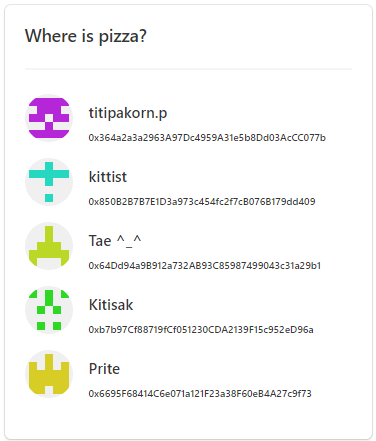 Where is pizza?
titipakorn.p
0x364a2a3a2963A97Dc4959A31e5b8Dd03AcCC077b
kittist
0x850B2B7B7E1D3a973c454fc2f7cB076B179dd409
Tae ^_^
0x64Dd94a9B912a732AB93C85987499043c31a29b1
Kitisak
0xb7b97Cf88719fCf051230CDA2139F15c952eD96a
Prite
0x6695F68414C6e071a121F23a38F60eB4A27c9f73